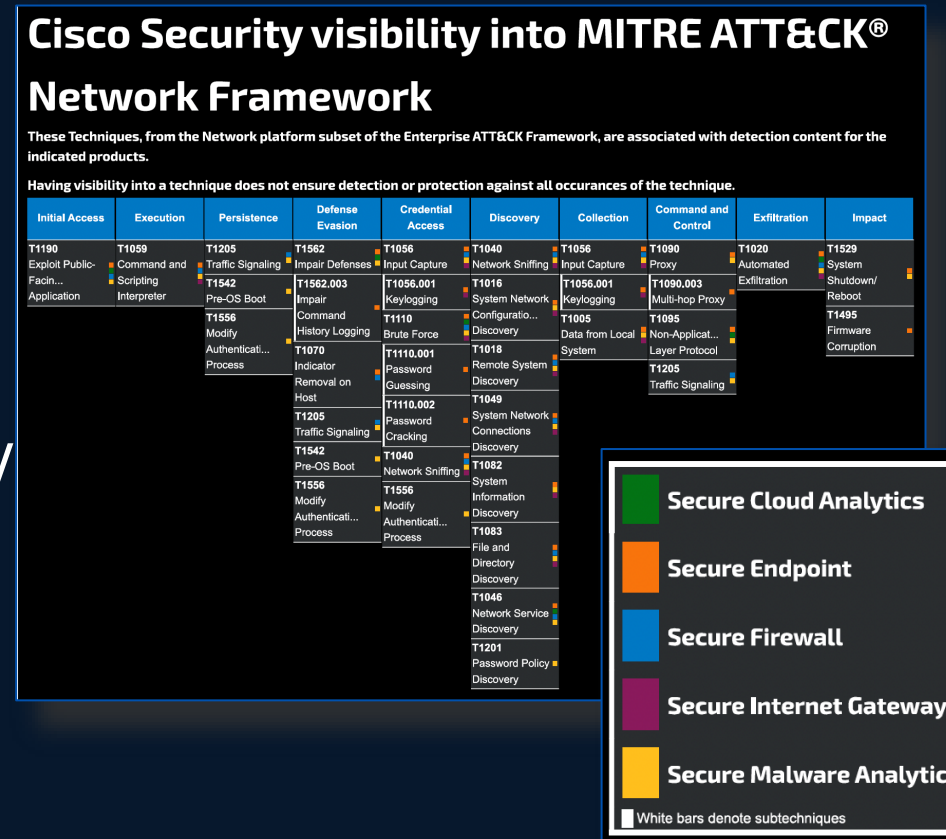 Cisco Security visibility into MITRE ATT&CK®
Network Framework
These Techniques, from the Network platform subset of the Enterprise ATT&CK Framework, are associated with detection content for the
indicated products.
Having visibility into a technique does not ensure detection or protection against all occurances of the technique.
Initial Access
T1190
Exploit Public-
Facin...
Application
Execution
T1059
Command and
Scripting
Interpreter
Persistence
T1205
Traffic Signaling
T1542
Pre-OS Boot
T1556
Modify
Authenticati...
Process
Defense
Evasion
T1562
Impair Defenses
T1562.003
Impair
Command
History Logging
T1070
Indicator
Removal on
Host
T1205
Traffic Signaling
T1542
Pre-OS Boot
T1556
Modify
Authenticati...
Process
Credential
Access
T1056
Input Capture
T1056.001
Keylogging
T1110
Brute Force
T1110.001
Password
Guessing
T1110.002
Password
Cracking
T1040
Network Sniffing
T1556
Modify
Authenticati...
Process
Discovery
T1040
Network Sniffing
T1016
System Network
Configuratio...
Discovery
T1018
Remote System
Discovery
T1049
System Network
Connections
Discovery
T1082
System
Information
Discovery
T1083
File and
Directory
Discovery
T1046
Network Service
Discovery
T1201
Password Policy
Discovery
Collection
T1056
Input Capture
T1056.001
Keylogging
T1005
Data from Local
System
Command and
Control
T1090
Proxy
T1090.003
Multi-hop Proxy
T1095
Non-Applicat...
Layer Protocol
T1205
Traffic Signaling
Exfiltration
T1020
Automated
Exfiltration
Impact
T1529
System
Shutdown/
Reboot
T1495
Firmware
Corruption
y
Secure Cloud Analytics
Secure Endpoint
Secure Firewall
Secure Internet Gateway
Secure Malware Analytic
White bars denote subtechniques